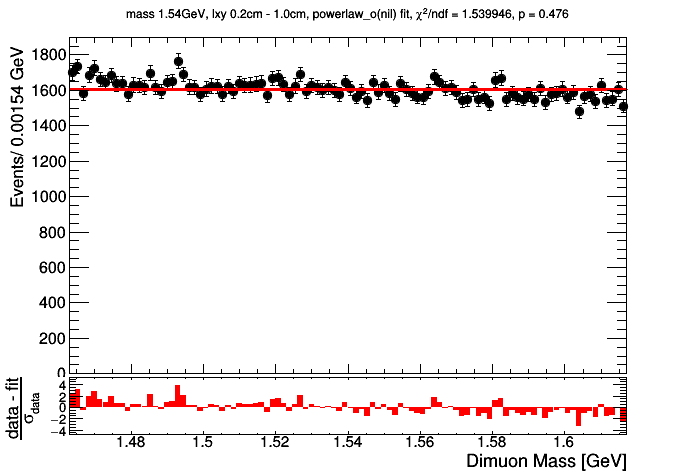 mass 1.54GeV, lxy 0.2cm - 1.0cm, powerlaw_o(nil) fit, χ²/ndf = 1.539946, p = 0.476
Events/ 0.00154 GeV
1800
1600
1400
1200
1000
800
600
400
200
0
data - fit
σdata
4
2
0
−2
−4
1.48 1.5 1.52 1.54 1.56 1.58 1.6
Dimuon Mass [GeV]